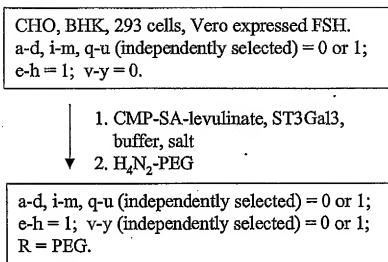 CHO, BHK, 293 cells, Vero expressed FSH.
a-d, i-m, q-u (independently selected) = 0 or 1;
e-h = 1; v-y = 0.
1. CMP-SA-levulinate, ST3Gal3,
buffer, salt
2. H₄N₂-PEG
a-d, i-m, q-u (independently selected) = 0 or 1;
e-h = 1; v-y (independently selected) = 0 or 1;
R = PEG.